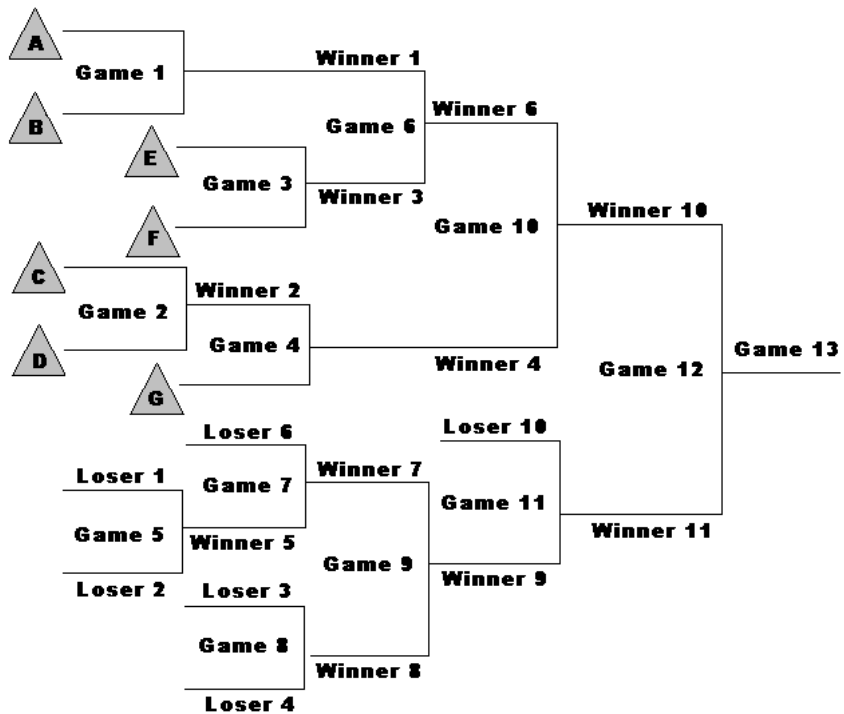 A
Winner 1
Game 1
Winner 6
B
Game 6
E
Game 3
Winner 3
Winner 10
Game 10
F
C
Winner 2
Game 2
Game 4
Game 13
D
Winner 4
Game 12
G
Loser 6
Loser 10
Loser 1
Game 7
Winner 7
Game 11
Game 5
Winner 5
Winner 11
Game 9
Winner 9
Loser 2
Loser 3
Game 8
Winner 8
Loser 4